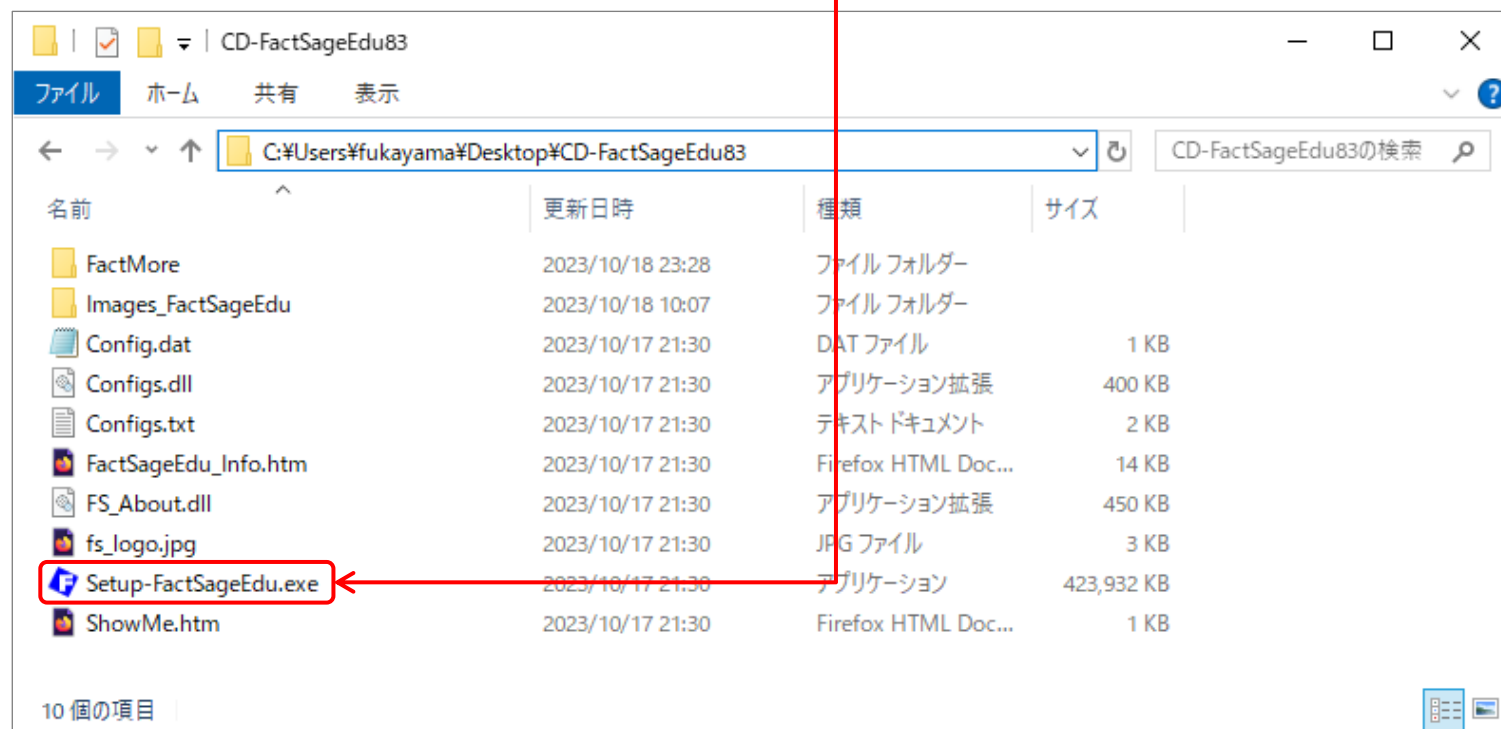 CD-FactSageEdu83
ファイル ホーム 共有 表示
C:¥Users¥fukayama¥Desktop¥CD-FactSageEdu83 CD-FactSageEdu83の検索
名前 更新日時 種類 サイズ
FactMore 2023/10/18 23:28 ファイル フォルダー
Images_FactSageEdu 2023/10/18 10:07 ファイル フォルダー
Config.dat 2023/10/17 21:30 DAT ファイル 1 KB
Configs.dll 2023/10/17 21:30 アプリケーション拡張 400 KB
Configs.txt 2023/10/17 21:30 テキスト ドキュメント 2 KB
FactSageEdu_Info.htm 2023/10/17 21:30 Firefox HTML Doc... 14 KB
FS_About.dll 2023/10/17 21:30 アプリケーション拡張 450 KB
fs_logo.jpg 2023/10/17 21:30 JPG ファイル 3 KB
Setup-FactSageEdu.exe 2023/10/17 21:30 アプリケーション 423,932 KB
ShowMe.htm 2023/10/17 21:30 Firefox HTML Doc... 1 KB
10 個の項目